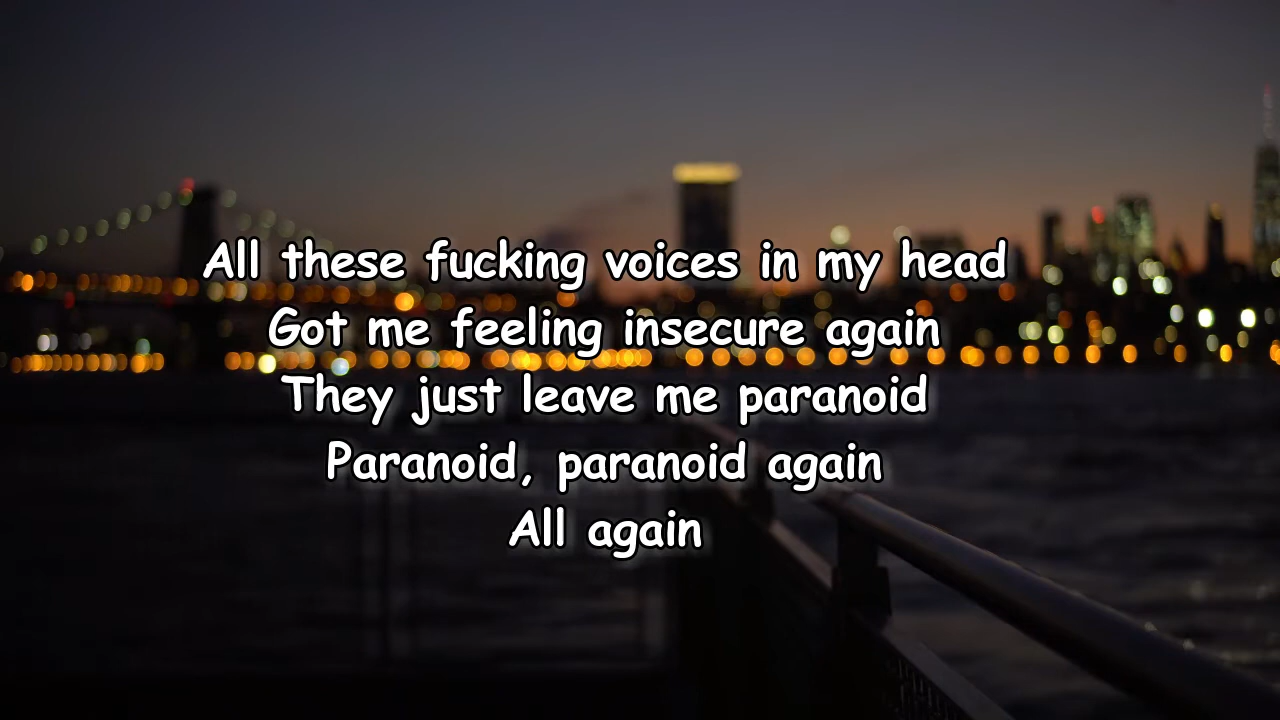 All these fucking voices in my head
Got me feeling insecure again
They just leave me paranoid
Paranoid, paranoid again
All again